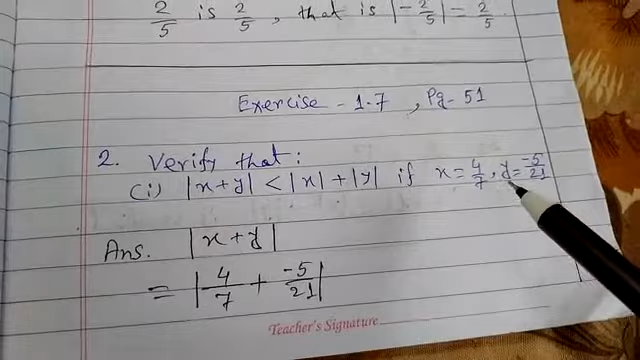 2/5 is 2/5, that is |-2/5| = 2/5.
Exercise - 1.7, Pg- 51
2. Verify that:
(i) |x+y| < |x| + |y| if x = 4/7, y = -5/21
Ans. |x+y|
= |4/7 + -5/21|
Teacher's Signature